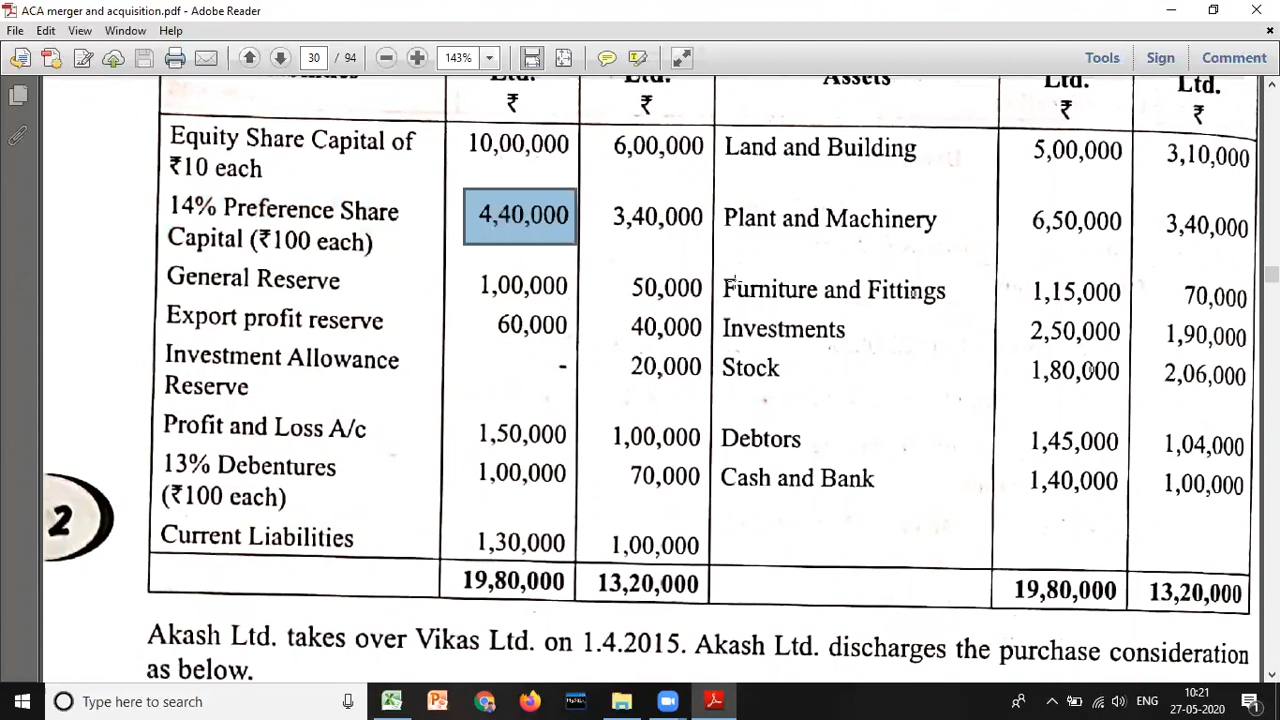 ACA merger and acquisition.pdf - Adobe Reader
File Edit View Window Help
30 / 94 143% Tools Sign Comment
Ltd. Ltd. Assets Ltd. Ltd.
₹ ₹ ₹ ₹
Equity Share Capital of 10,00,000 6,00,000 Land and Building 5,00,000 3,10,000
₹10 each
14% Preference Share 4,40,000 3,40,000 Plant and Machinery 6,50,000 3,40,000
Capital (₹100 each)
General Reserve 1,00,000 50,000 Furniture and Fittings 1,15,000 70,000
Export profit reserve 60,000 40,000 Investments 2,50,000 1,90,000
Investment Allowance - 20,000 Stock 1,80,000 2,06,000
Reserve
Profit and Loss A/c 1,50,000 1,00,000 Debtors 1,45,000 1,04,000
13% Debentures 1,00,000 70,000 Cash and Bank 1,40,000 1,00,000
(₹100 each)
2
Current Liabilities 1,30,000 1,00,000
19,80,000 13,20,000 19,80,000 13,20,000
Akash Ltd. takes over Vikas Ltd. on 1.4.2015. Akash Ltd. discharges the purchase consideration
as below.
Type here to search ENG 10:21
27-05-2020